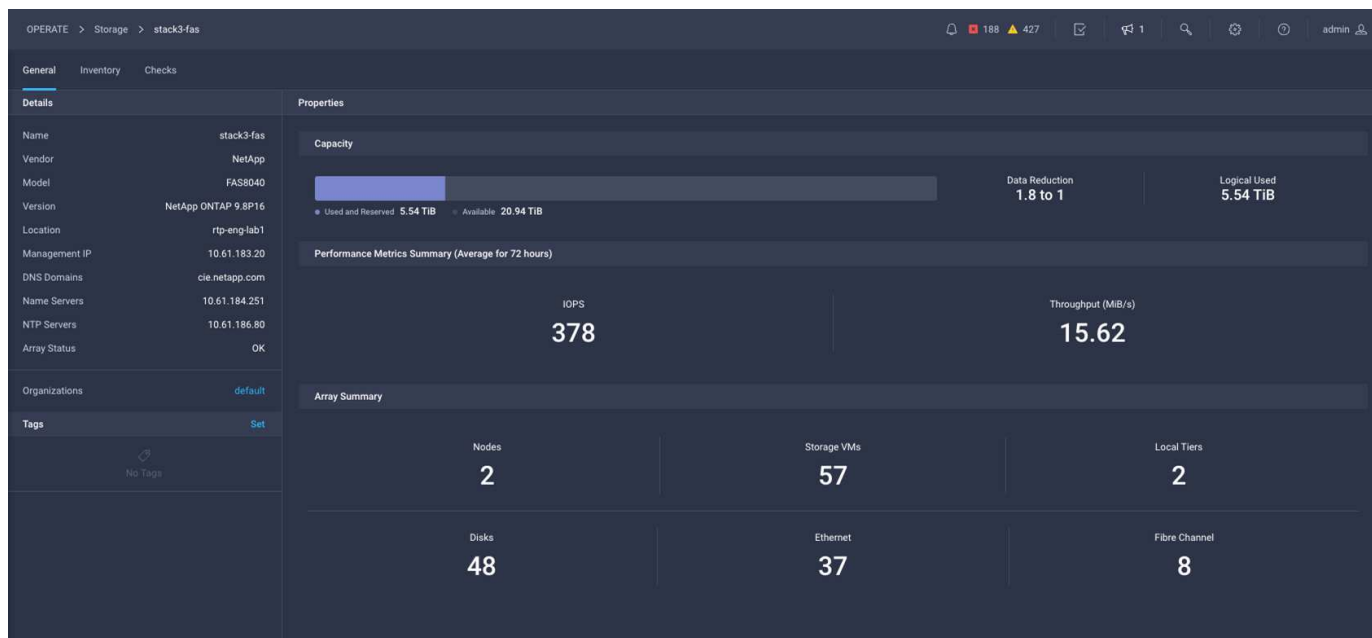 OPERATE > Storage > stack3-fas
188 427 1 admin
General Inventory Checks
Details
Name stack3-fas
Vendor NetApp
Model FAS8040
Version NetApp ONTAP 9.8P16
Location rtp-eng-lab1
Management IP 10.61.183.20
DNS Domains cie.netapp.com
Name Servers 10.61.184.251
NTP Servers 10.61.186.80
Array Status OK
Organizations default
Tags Set
No Tags
Properties
Capacity
Used and Reserved 5.54 TiB Available 20.94 TiB
Data Reduction
1.8 to 1
Logical Used
5.54 TiB
Performance Metrics Summary (Average for 72 hours)
IOPS
378
Throughput (MiB/s)
15.62
Array Summary
Nodes
2
Storage VMs
57
Local Tiers
2
Disks
48
Ethernet
37
Fibre Channel
8